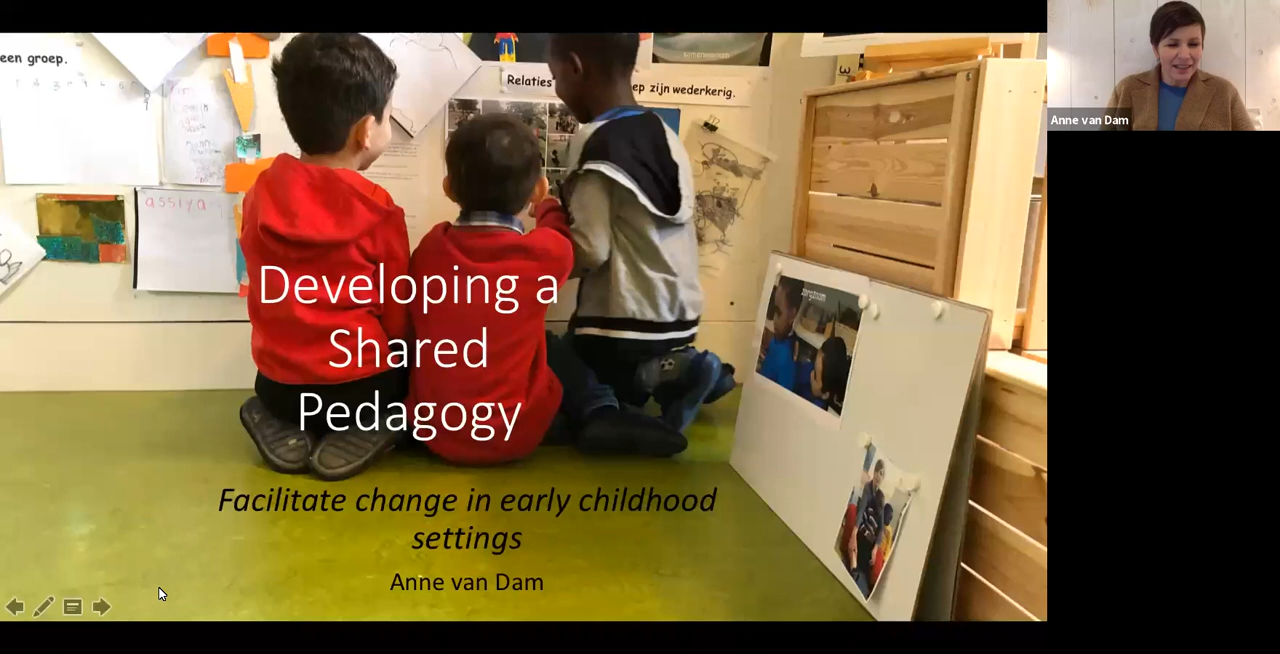 een groep.
Relaties
ep zijn wederkerig.
assiya
Developing a
Shared
Pedagogy
Facilitate change in early childhood
settings
Anne van Dam
Anne van Dam